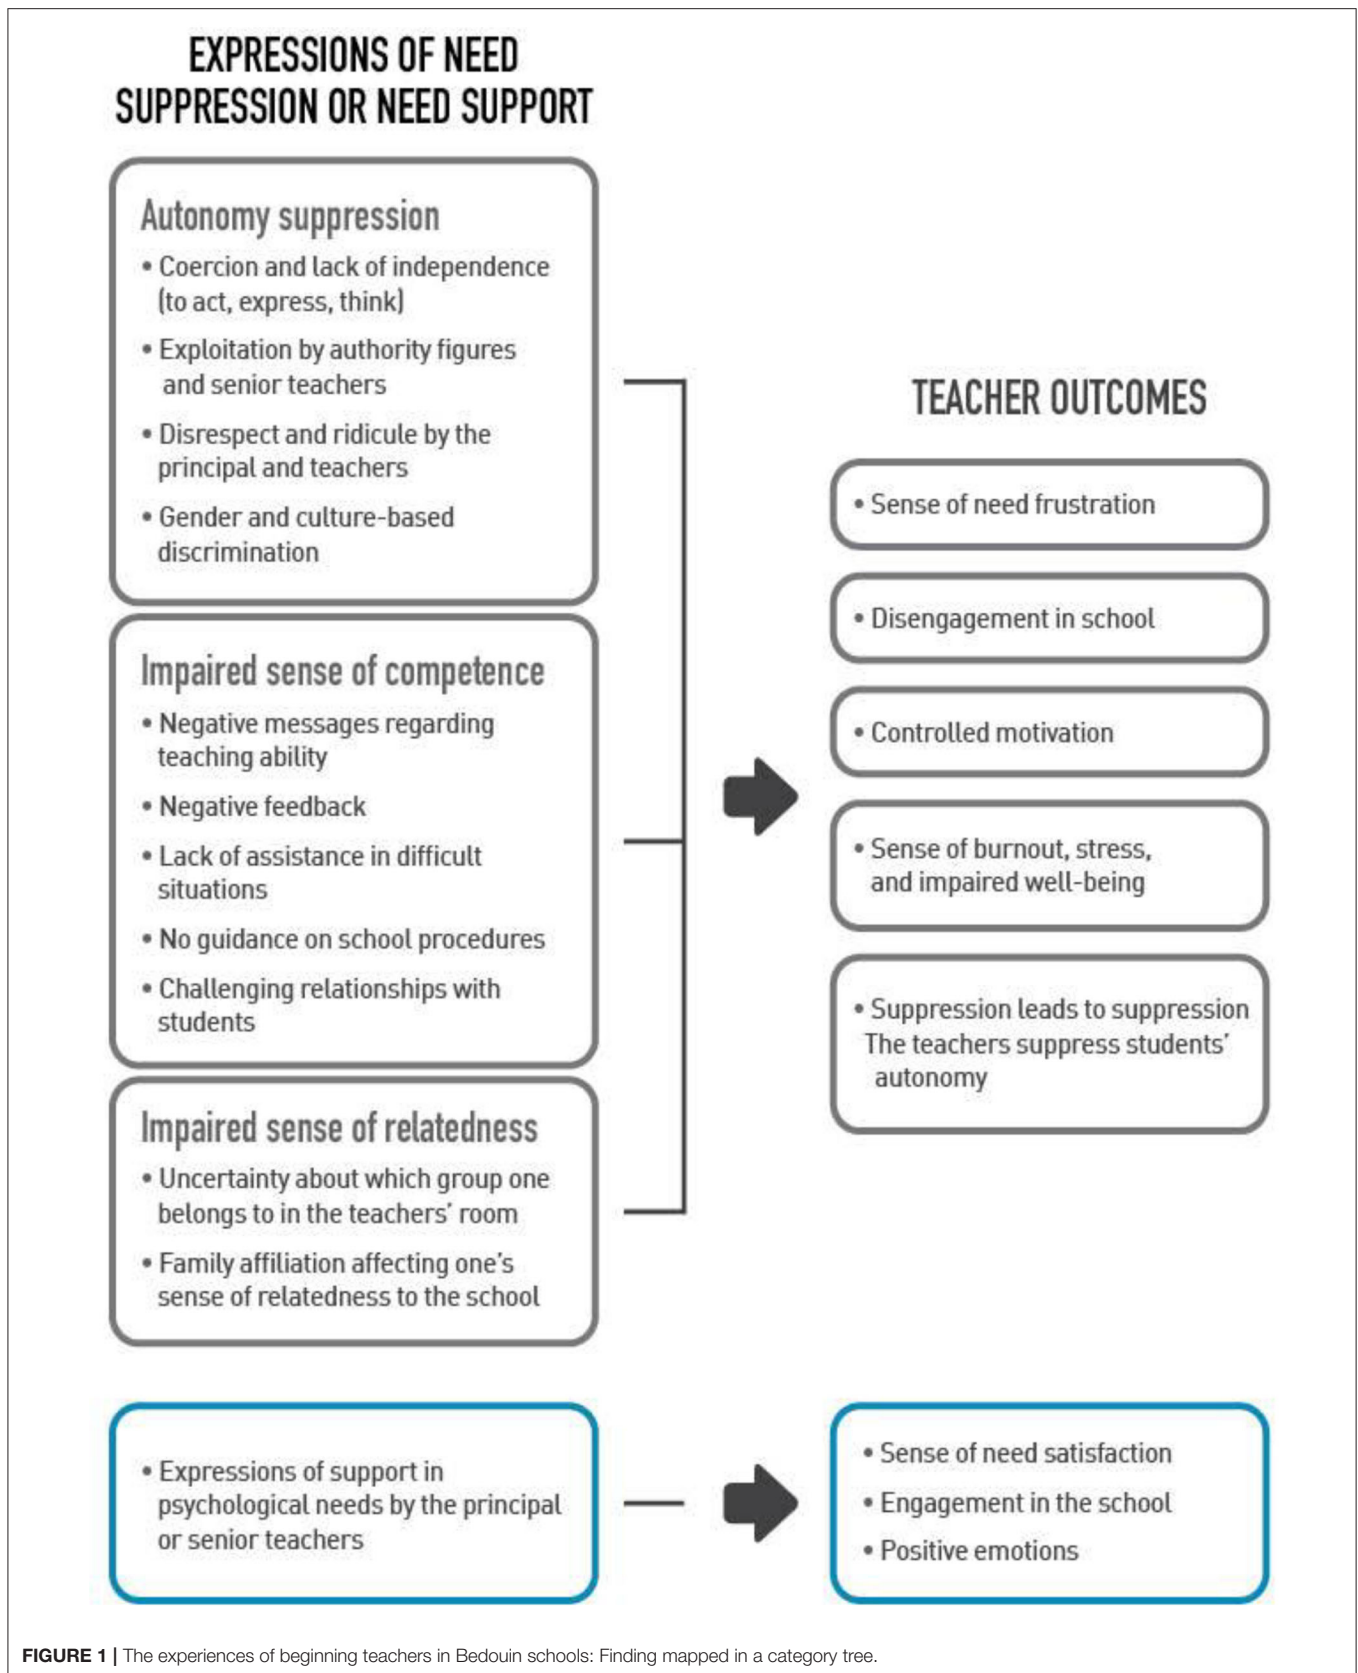 EXPRESSIONS OF NEED
SUPPRESSION OR NEED SUPPORT
Autonomy suppression
• Coercion and lack of independence
(to act, express, think)
• Exploitation by authority figures
and senior teachers
• Disrespect and ridicule by the
principal and teachers
• Gender and culture-based
discrimination
Impaired sense of competence
• Negative messages regarding
teaching ability
• Negative feedback
• Lack of assistance in difficult
situations
• No guidance on school procedures
• Challenging relationships with
students
Impaired sense of relatedness
• Uncertainty about which group one
belongs to in the teachers' room
• Family affiliation affecting one's
sense of relatedness to the school
• Expressions of support in
psychological needs by the principal
or senior teachers
TEACHER OUTCOMES
• Sense of need frustration
• Disengagement in school
• Controlled motivation
• Sense of burnout, stress,
and impaired well-being
• Suppression leads to suppression
The teachers suppress students'
autonomy
• Sense of need satisfaction
• Engagement in the school
• Positive emotions
FIGURE 1 | The experiences of beginning teachers in Bedouin schools: Finding mapped in a category tree.